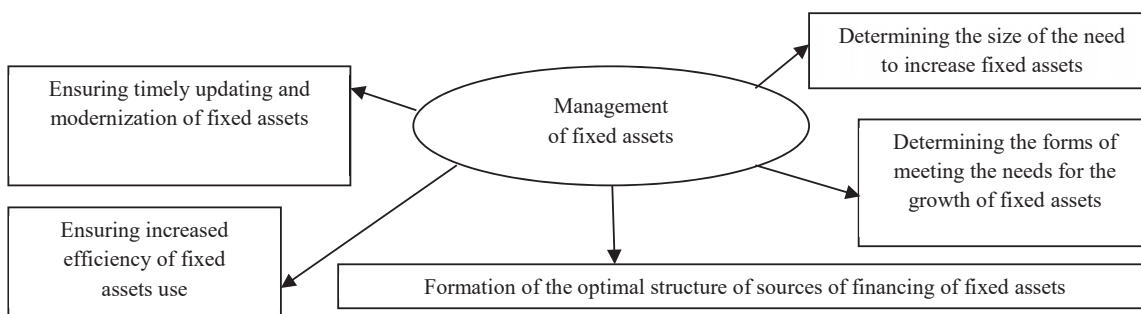 Determining the size of the need
to increase fixed assets
Ensuring timely updating and
modernization of fixed assets
Management
of fixed assets
Determining the forms of
meeting the needs for the
growth of fixed assets
Ensuring increased
efficiency of fixed
assets use
Formation of the optimal structure of sources of financing of fixed assets